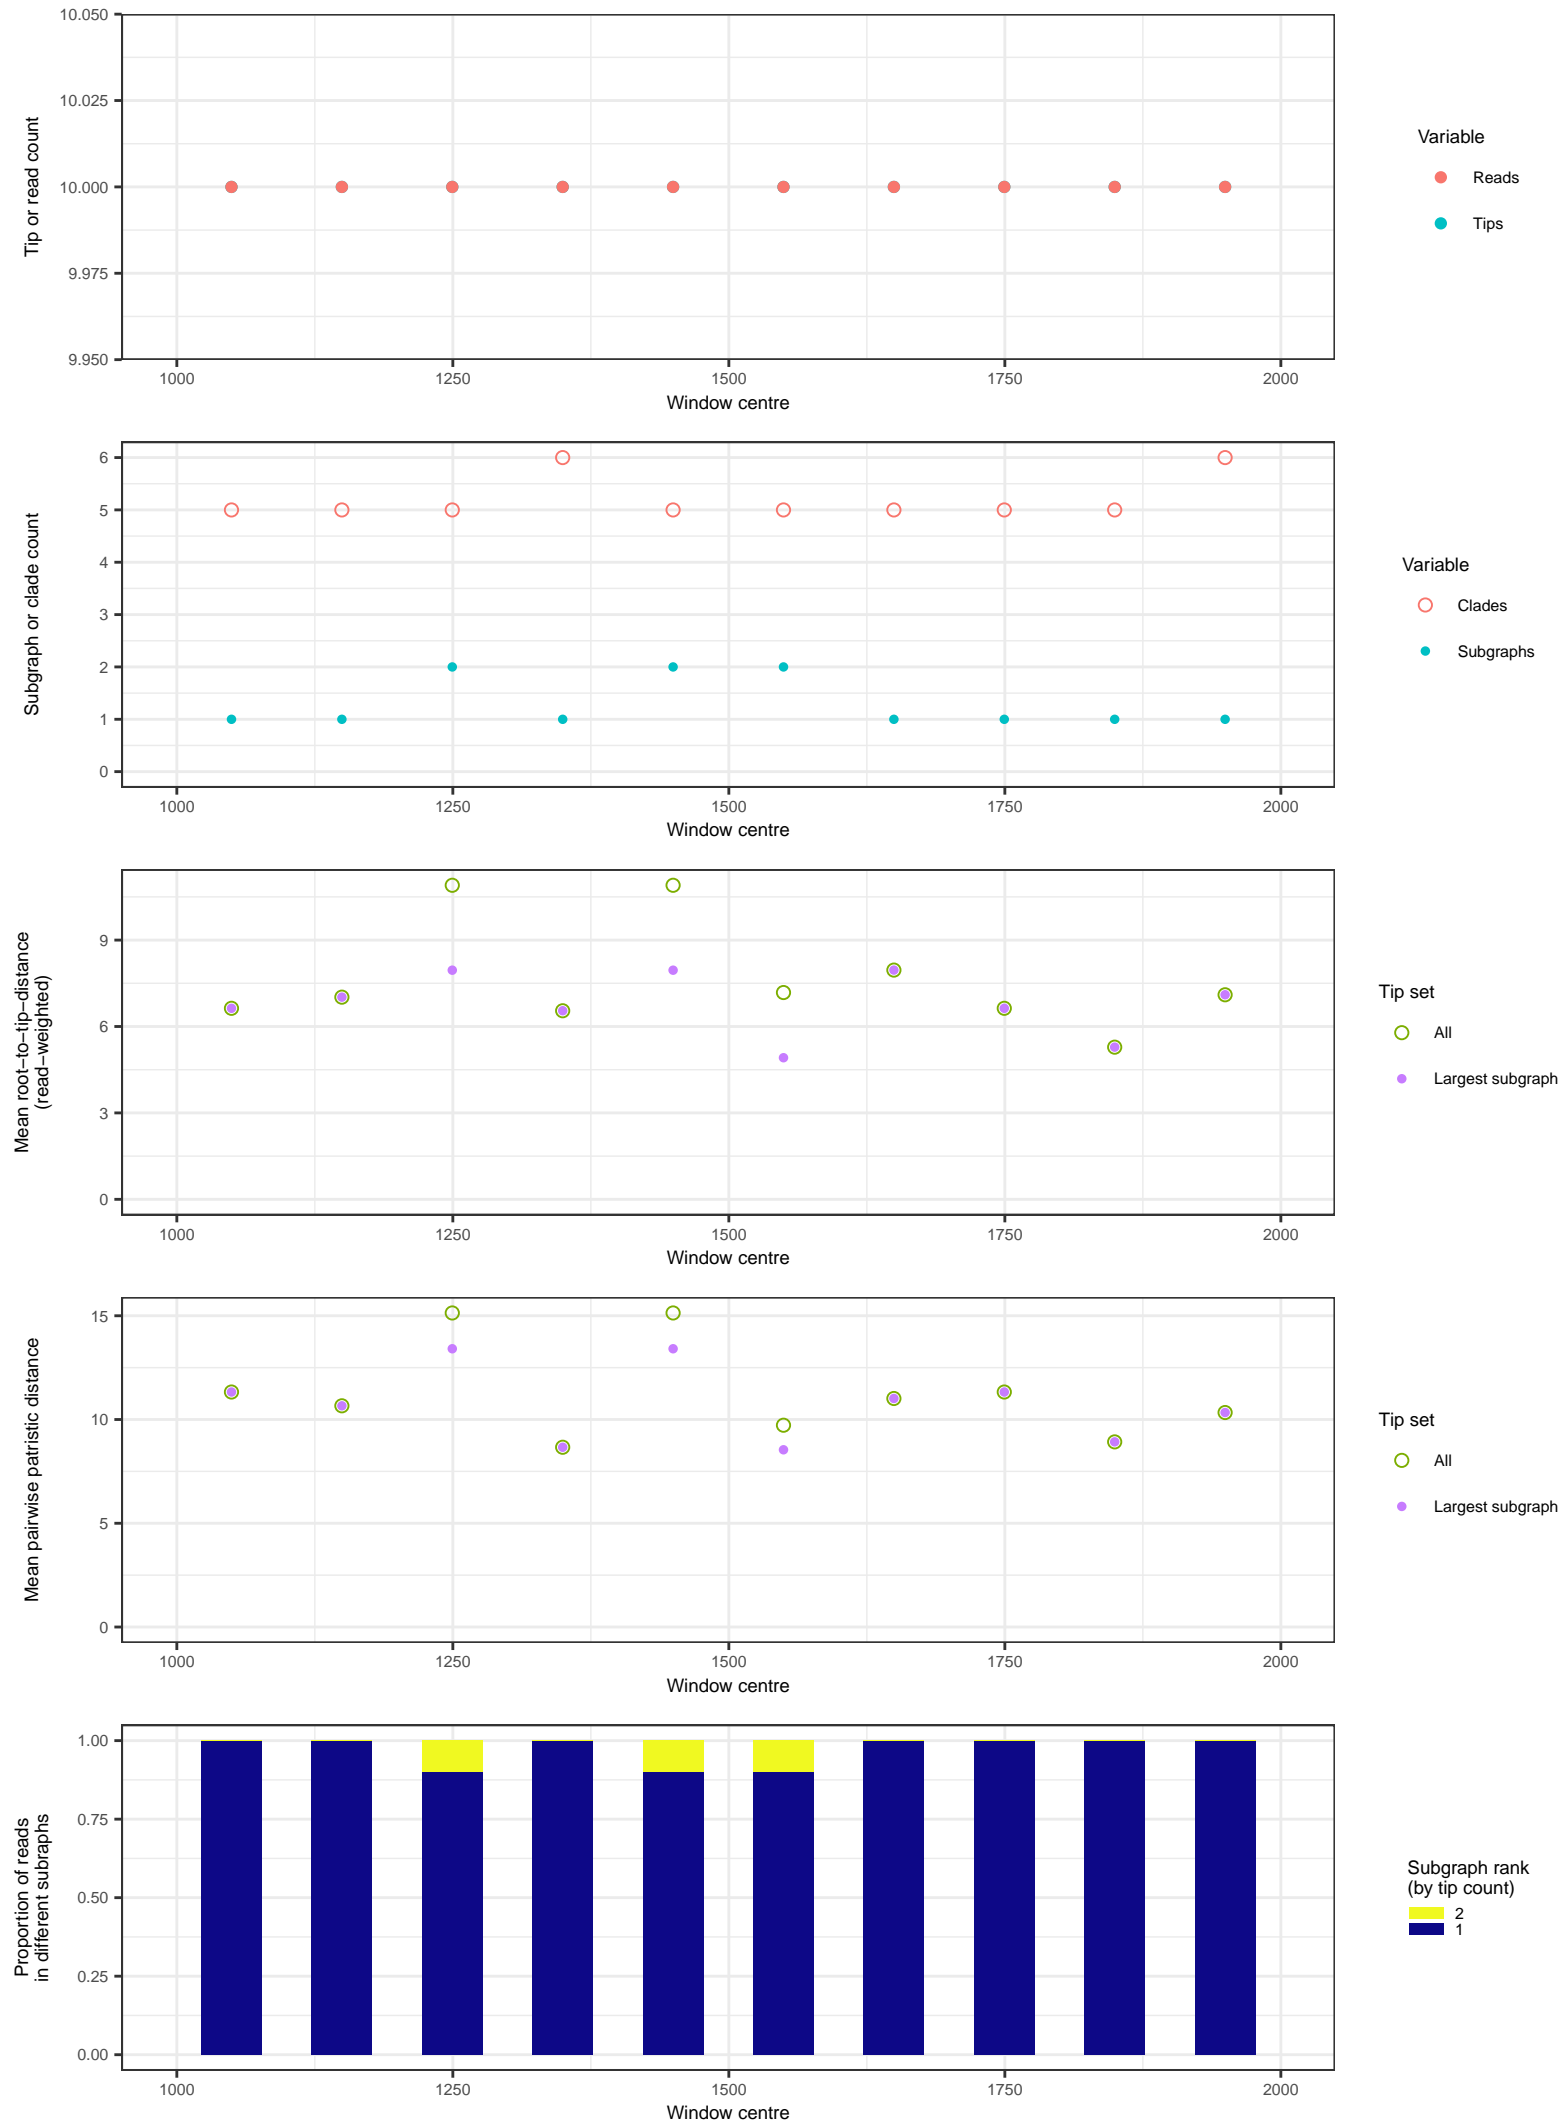 10.050
10.025
10.000
9.975
9.950
Tip or read count
1000 1250 1500 1750 2000
Window centre
Variable
Reads
Tips
6
5
4
3
2
1
0
Subgraph or clade count
1000 1250 1500 1750 2000
Window centre
Variable
Clades
Subgraphs
9
6
3
0
Mean root−to−tip−distance
(read−weighted)
1000 1250 1500 1750 2000
Window centre
Tip set
All
Largest subgraph
15
10
5
0
Mean pairwise patristic distance
1000 1250 1500 1750 2000
Window centre
Tip set
All
Largest subgraph
1.00
0.75
0.50
0.25
0.00
Proportion of reads
in different subraphs
1000 1250 1500 1750 2000
Window centre
Subgraph rank
(by tip count)
2
1